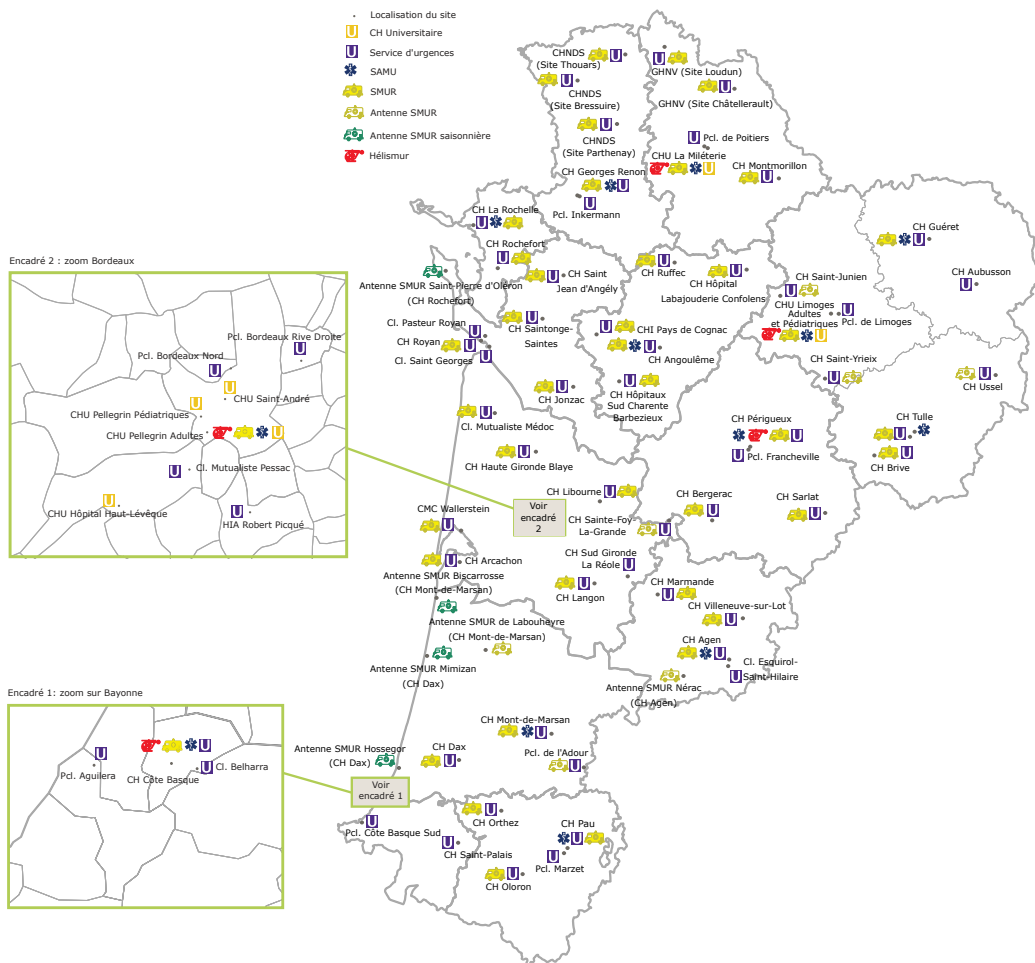 Localisation du site
CH Universitaire
Service d'urgences
SAMU
SMUR
Antenne SMUR
Antenne SMUR saisonnière
Hélismur
CHNDS
(Site Thouars)
GHNV (Site Loudun)
CHNDS
(Site Bressuire)
GHNV (Site Châtellerault)
CHNDS
(Site Parthenay)
Pcl. de Poitiers
CHU La Milétrie
CH Montmorillon
CH Georges Renon
Pcl. Inkermann
CH La Rochelle
CH Guéret
CH Rochefort
CH Aubusson
Antenne SMUR Saint-Pierre d'Oléron
(CH Rochefort)
CH Saint
Jean d'Angély
CH Ruffec
CH Hôpital
Labajouderie Confolens
CH Saint-Junien
CHU Limoges
Adultes
et Pédiatriques
Pcl. de Limoges
Cl. Pasteur Royan
CH Royan
Cl. Saint Georges
CH Saintonge-
Saintes
CHI Pays de Cognac
CH Angoulême
CH Saint-Yrieix
CH Ussel
CH Jonzac
CH Hôpitaux
Sud Charente
Barbezieux
Cl. Mutualiste Médoc
CH Périgueux
Pcl. Francheville
CH Tulle
CH Brive
CH Haute Gironde Blaye
CH Libourne
CH Bergerac
CH Sarlat
Voir
encadré
2
CH Sainte-Foy-
La-Grande
CMC Wallerstein
CH Arcachon
CH Sud Gironde
La Réole
CH Langon
Antenne SMUR Biscarrosse
(CH Mont-de-Marsan)
CH Marmande
CH Villeneuve-sur-Lot
Antenne SMUR de Labouheyre
(CH Mont-de-Marsan)
Antenne SMUR Mimizan
(CH Dax)
CH Agen
Cl. Esquirol-
Saint-Hilaire
Antenne SMUR Nérac
(CH Agen)
CH Mont-de-Marsan
Antenne SMUR Hossegor
(CH Dax)
CH Dax
Pcl. de l'Adour
Voir
encadré 1
CH Orthez
CH Pau
Pcl. Côte Basque Sud
CH Saint-Palais
Pcl. Marzet
CH Oloron
Encadré 2 : zoom Bordeaux
Pcl. Bordeaux Rive Droite
Pcl. Bordeaux Nord
CHU Saint-André
CHU Pellegrin Pédiatriques
CHU Pellegrin Adultes
Cl. Mutualiste Pessac
CHU Hôpital Haut-Lévêque
HIA Robert Picqué
Encadré 1: zoom sur Bayonne
Pcl. Aguilera
CH Côte Basque
Cl. Belharra